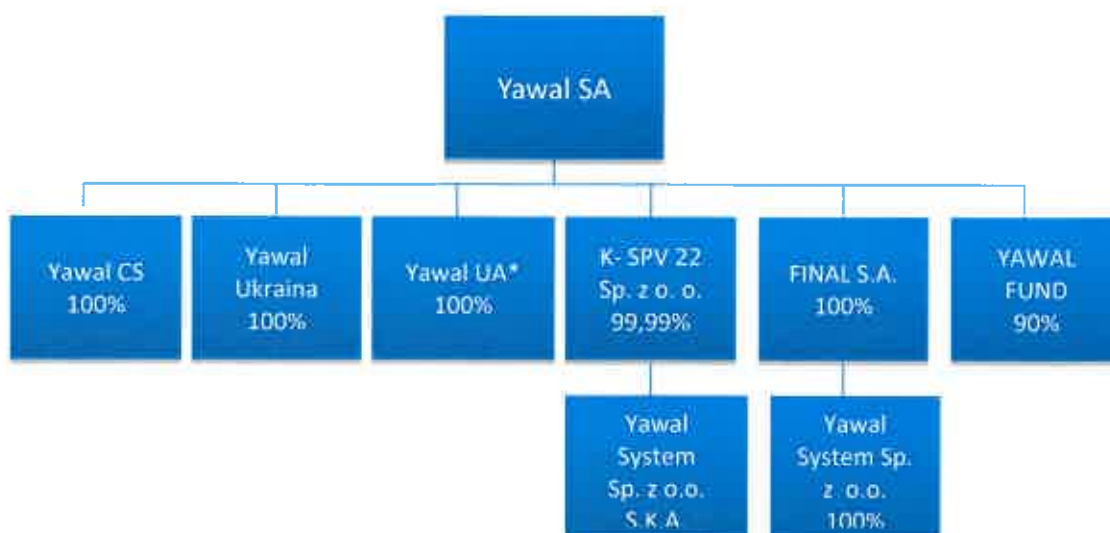 Yawal SA
Yawal CS
100%
Yawal
Ukraina
100%
Yawal UA*
100%
K- SPV 22
Sp. z o. o.
99,99%
FINAL S.A.
100%
YAWAL
FUND
90%
Yawal
System
Sp. z o.o.
S.K.A
Yawal
System Sp.
z o.o.
100%